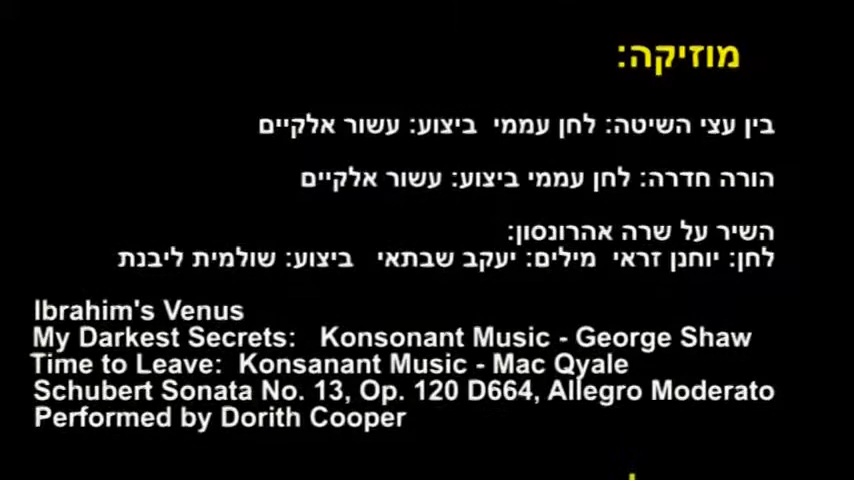 מוזיקה:
בין עצי השיטה: לחן עממי ביצוע: עשור אלקיים
הורה חדרה: לחן עממי ביצוע: עשור אלקיים
השיר על שרה אהרונסון:
לחן: יוחנן זראי מילים: יעקב שבתאי ביצוע: שולמית ליבנת
Ibrahim's Venus
My Darkest Secrets: Konsonant Music - George Shaw
Time to Leave: Konsanant Music - Mac Qyale
Schubert Sonata No. 13, Op. 120 D664, Allegro Moderato
Performed by Dorith Cooper